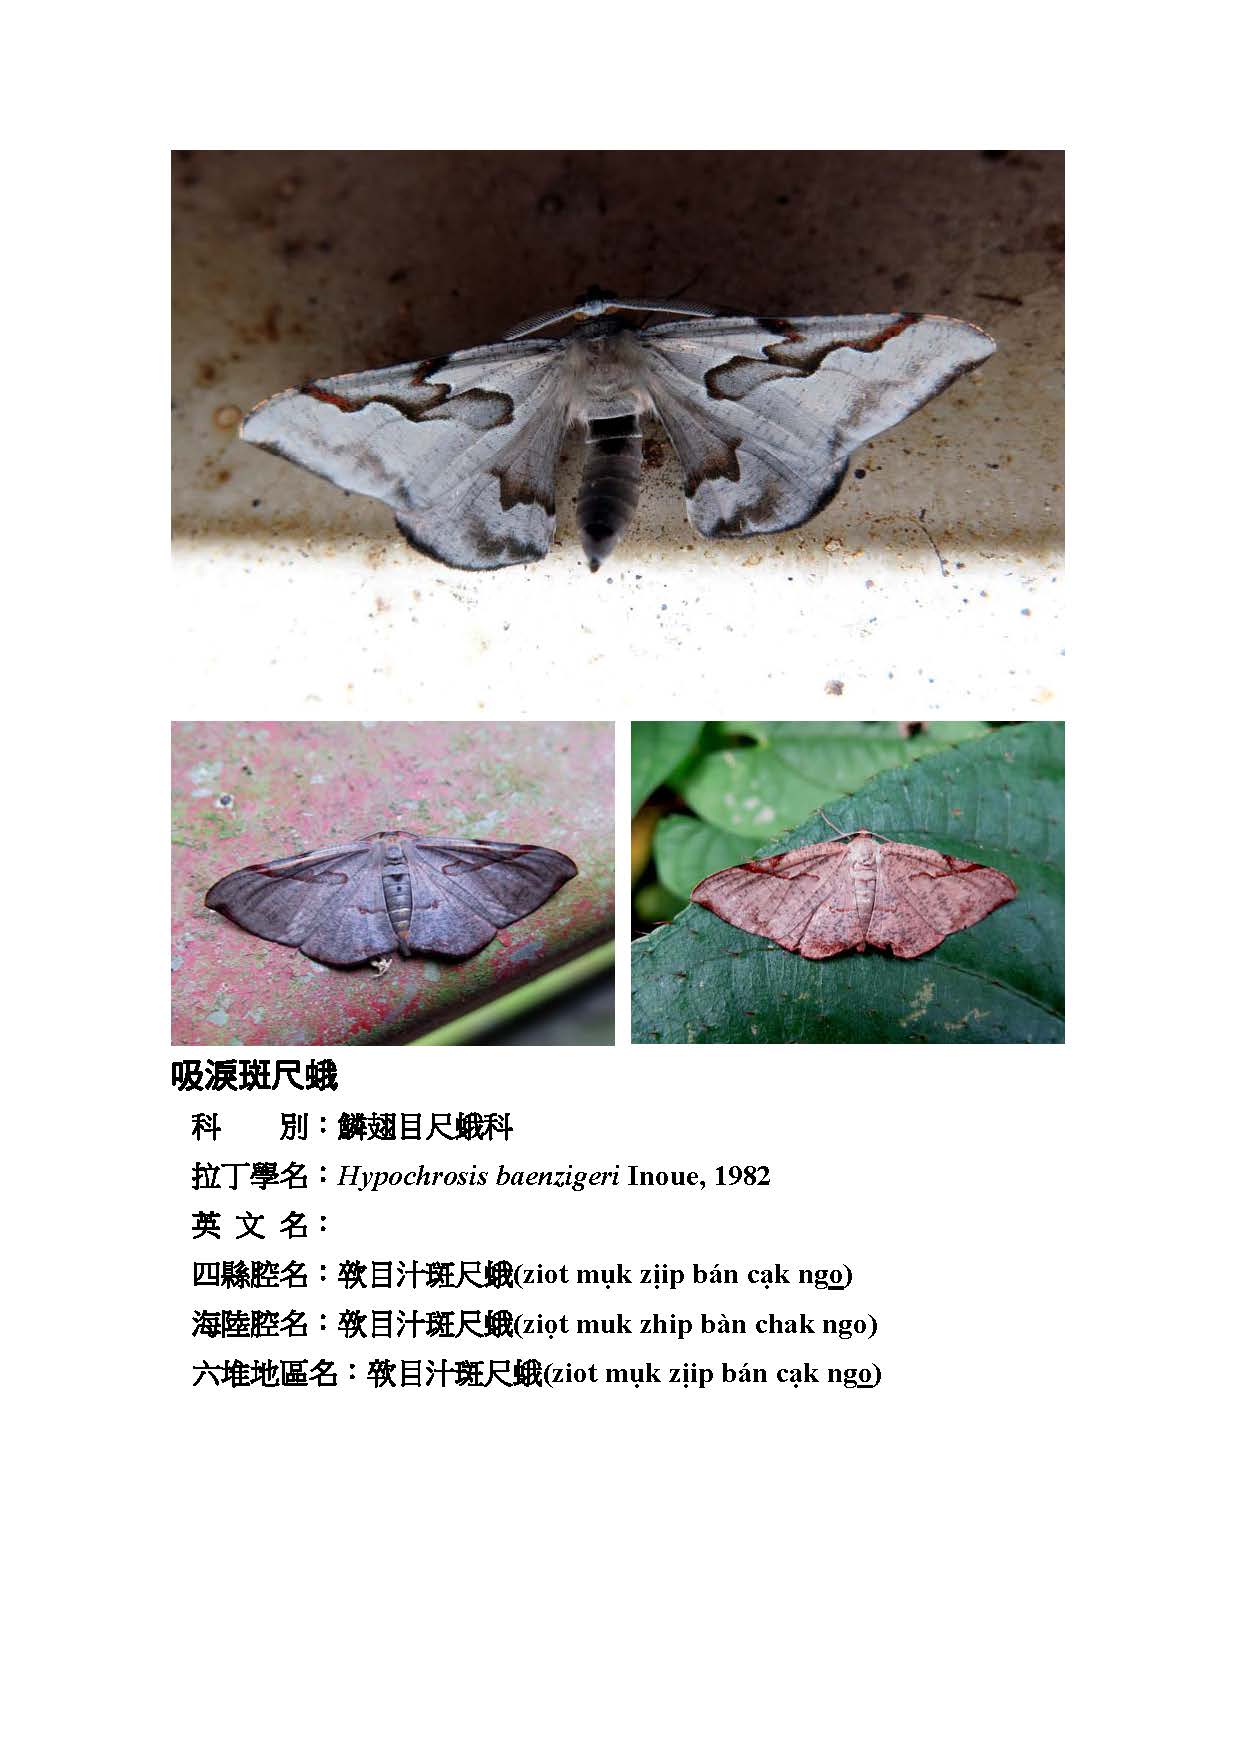 吸淚斑尺蛾
科　　別：鱗翅目尺蛾科
拉丁學名：Hypochrosis baenzigeri Inoue, 1982
英 文 名：
四縣腔名：欶目汁斑尺蛾(ziot mụk zịip bán cạk ngo̲)
海陸腔名：欶目汁斑尺蛾(ziọt muk zhip bàn chak ngo)
六堆地區名：欶目汁斑尺蛾(ziot mụk zịip bán cạk ngo̲)